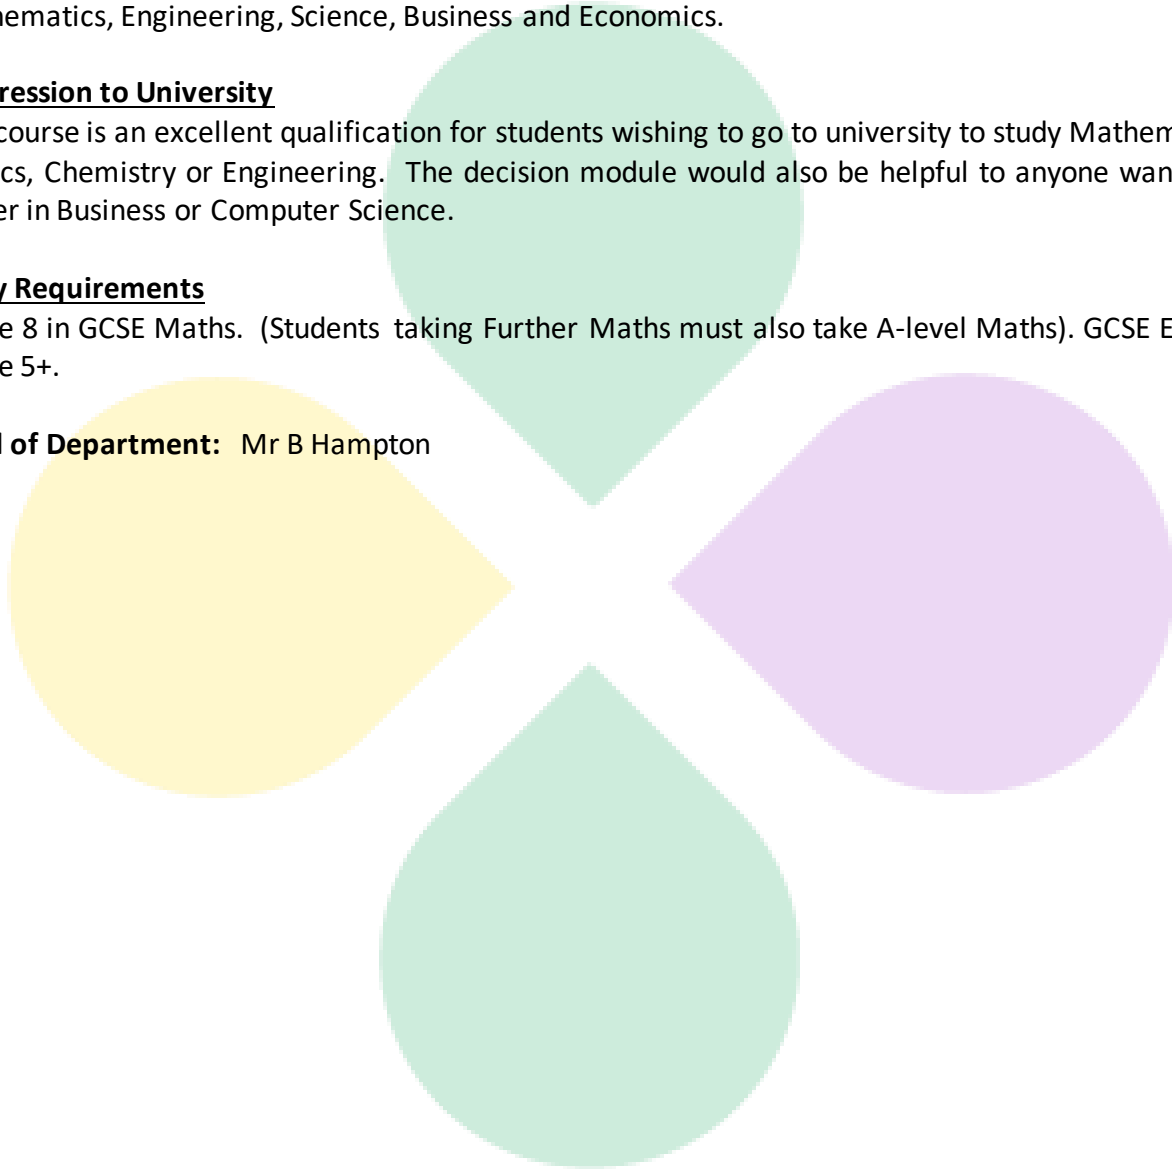 hematics, Engineering, Science, Business and Economics.
ression to University
course is an excellent qualification for students wishing to go to university to study Mathem
cs, Chemistry or Engineering. The decision module would also be helpful to anyone wan
er in Business or Computer Science.
y Requirements
e 8 in GCSE Maths. (Students taking Further Maths must also take A-level Maths). GCSE E
e 5+.
of Department: Mr B Hampton